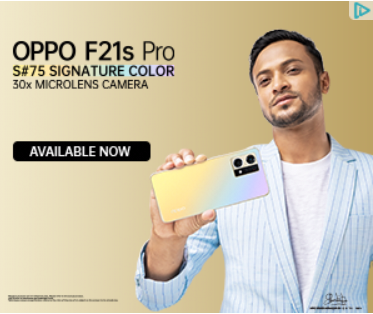 OPPO F21s Pro
S#75 SIGNATURE COLOR
30x MICROLENS CAMERA
AVAILABLE NOW